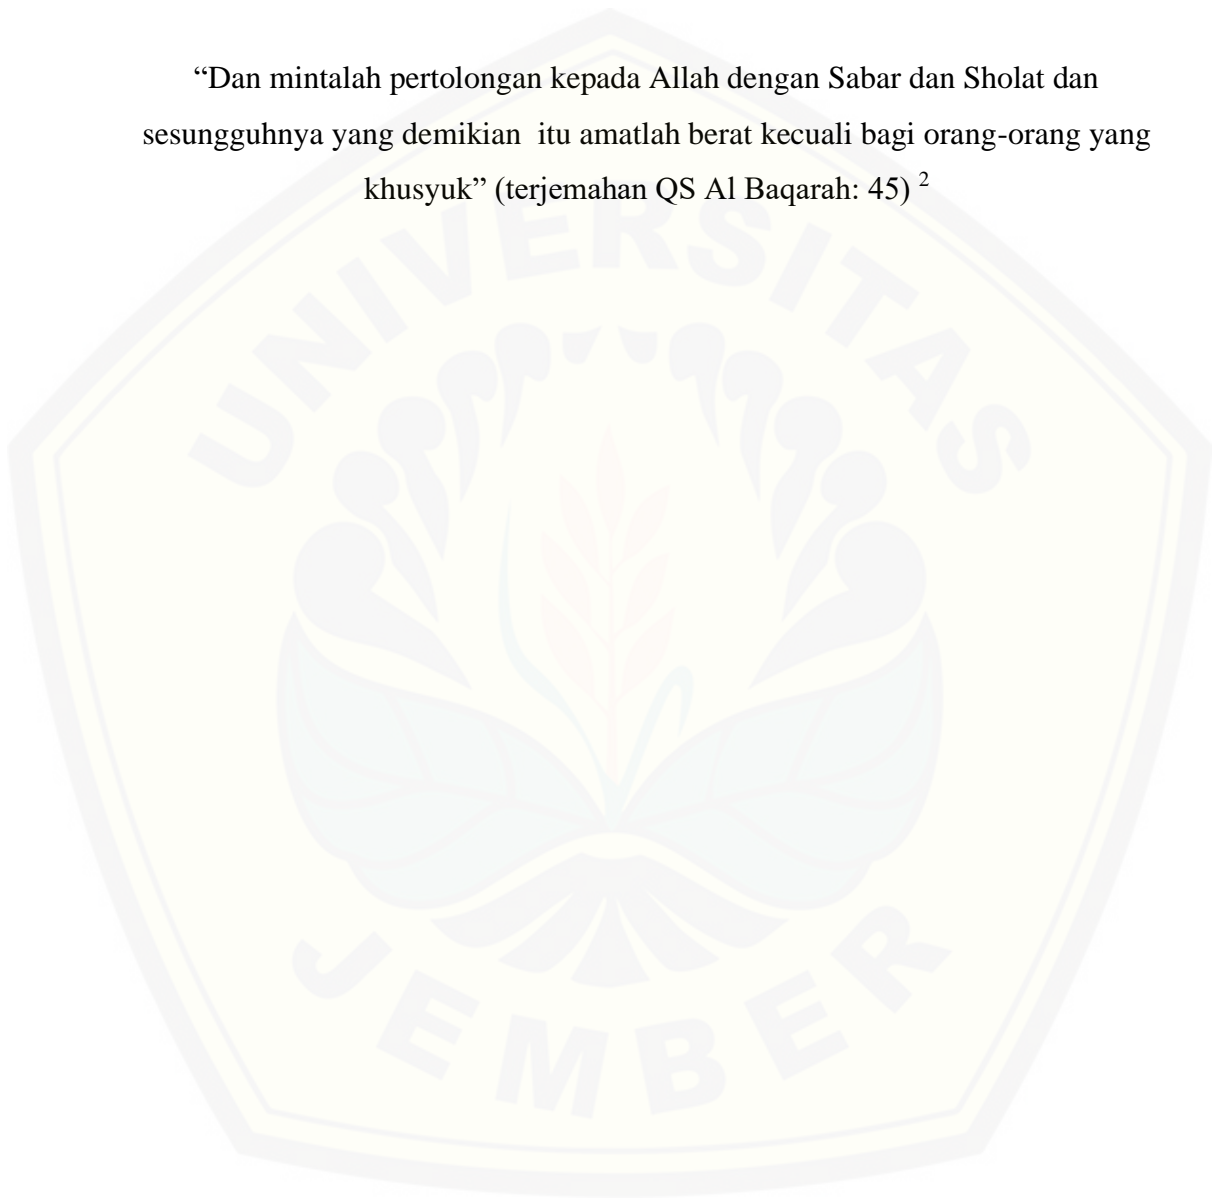 “Dan mintalah pertolongan kepada Allah dengan Sabar dan Sholat dan
sesungguhnya yang demikian  itu amatlah berat kecuali bagi orang-orang yang
khusyuk” (terjemahan QS Al Baqarah: 45) ²
UNIVERSITAS
JEMBER